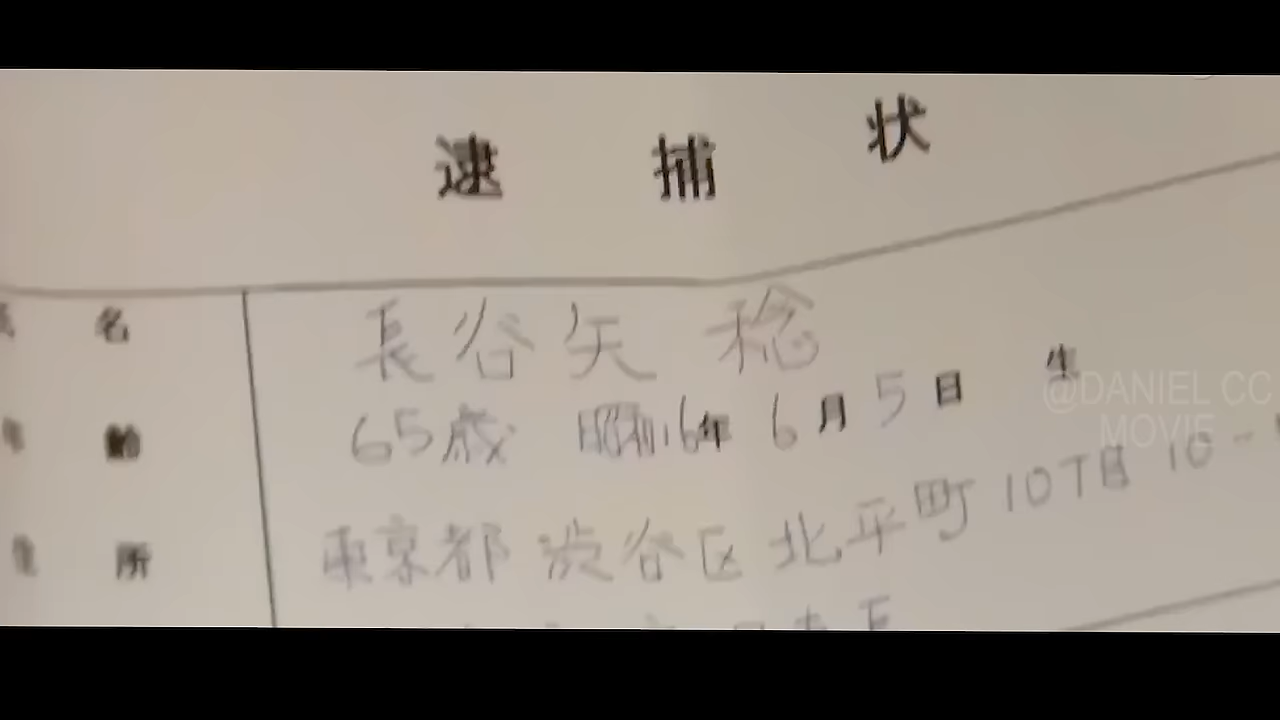 逮捕状
名
長谷矢 稔
齢
65歳 昭和16年 6月5日 生
所
東京都 渋谷区 北平町 10丁目 10-
@DANIEL CC
MOVIE